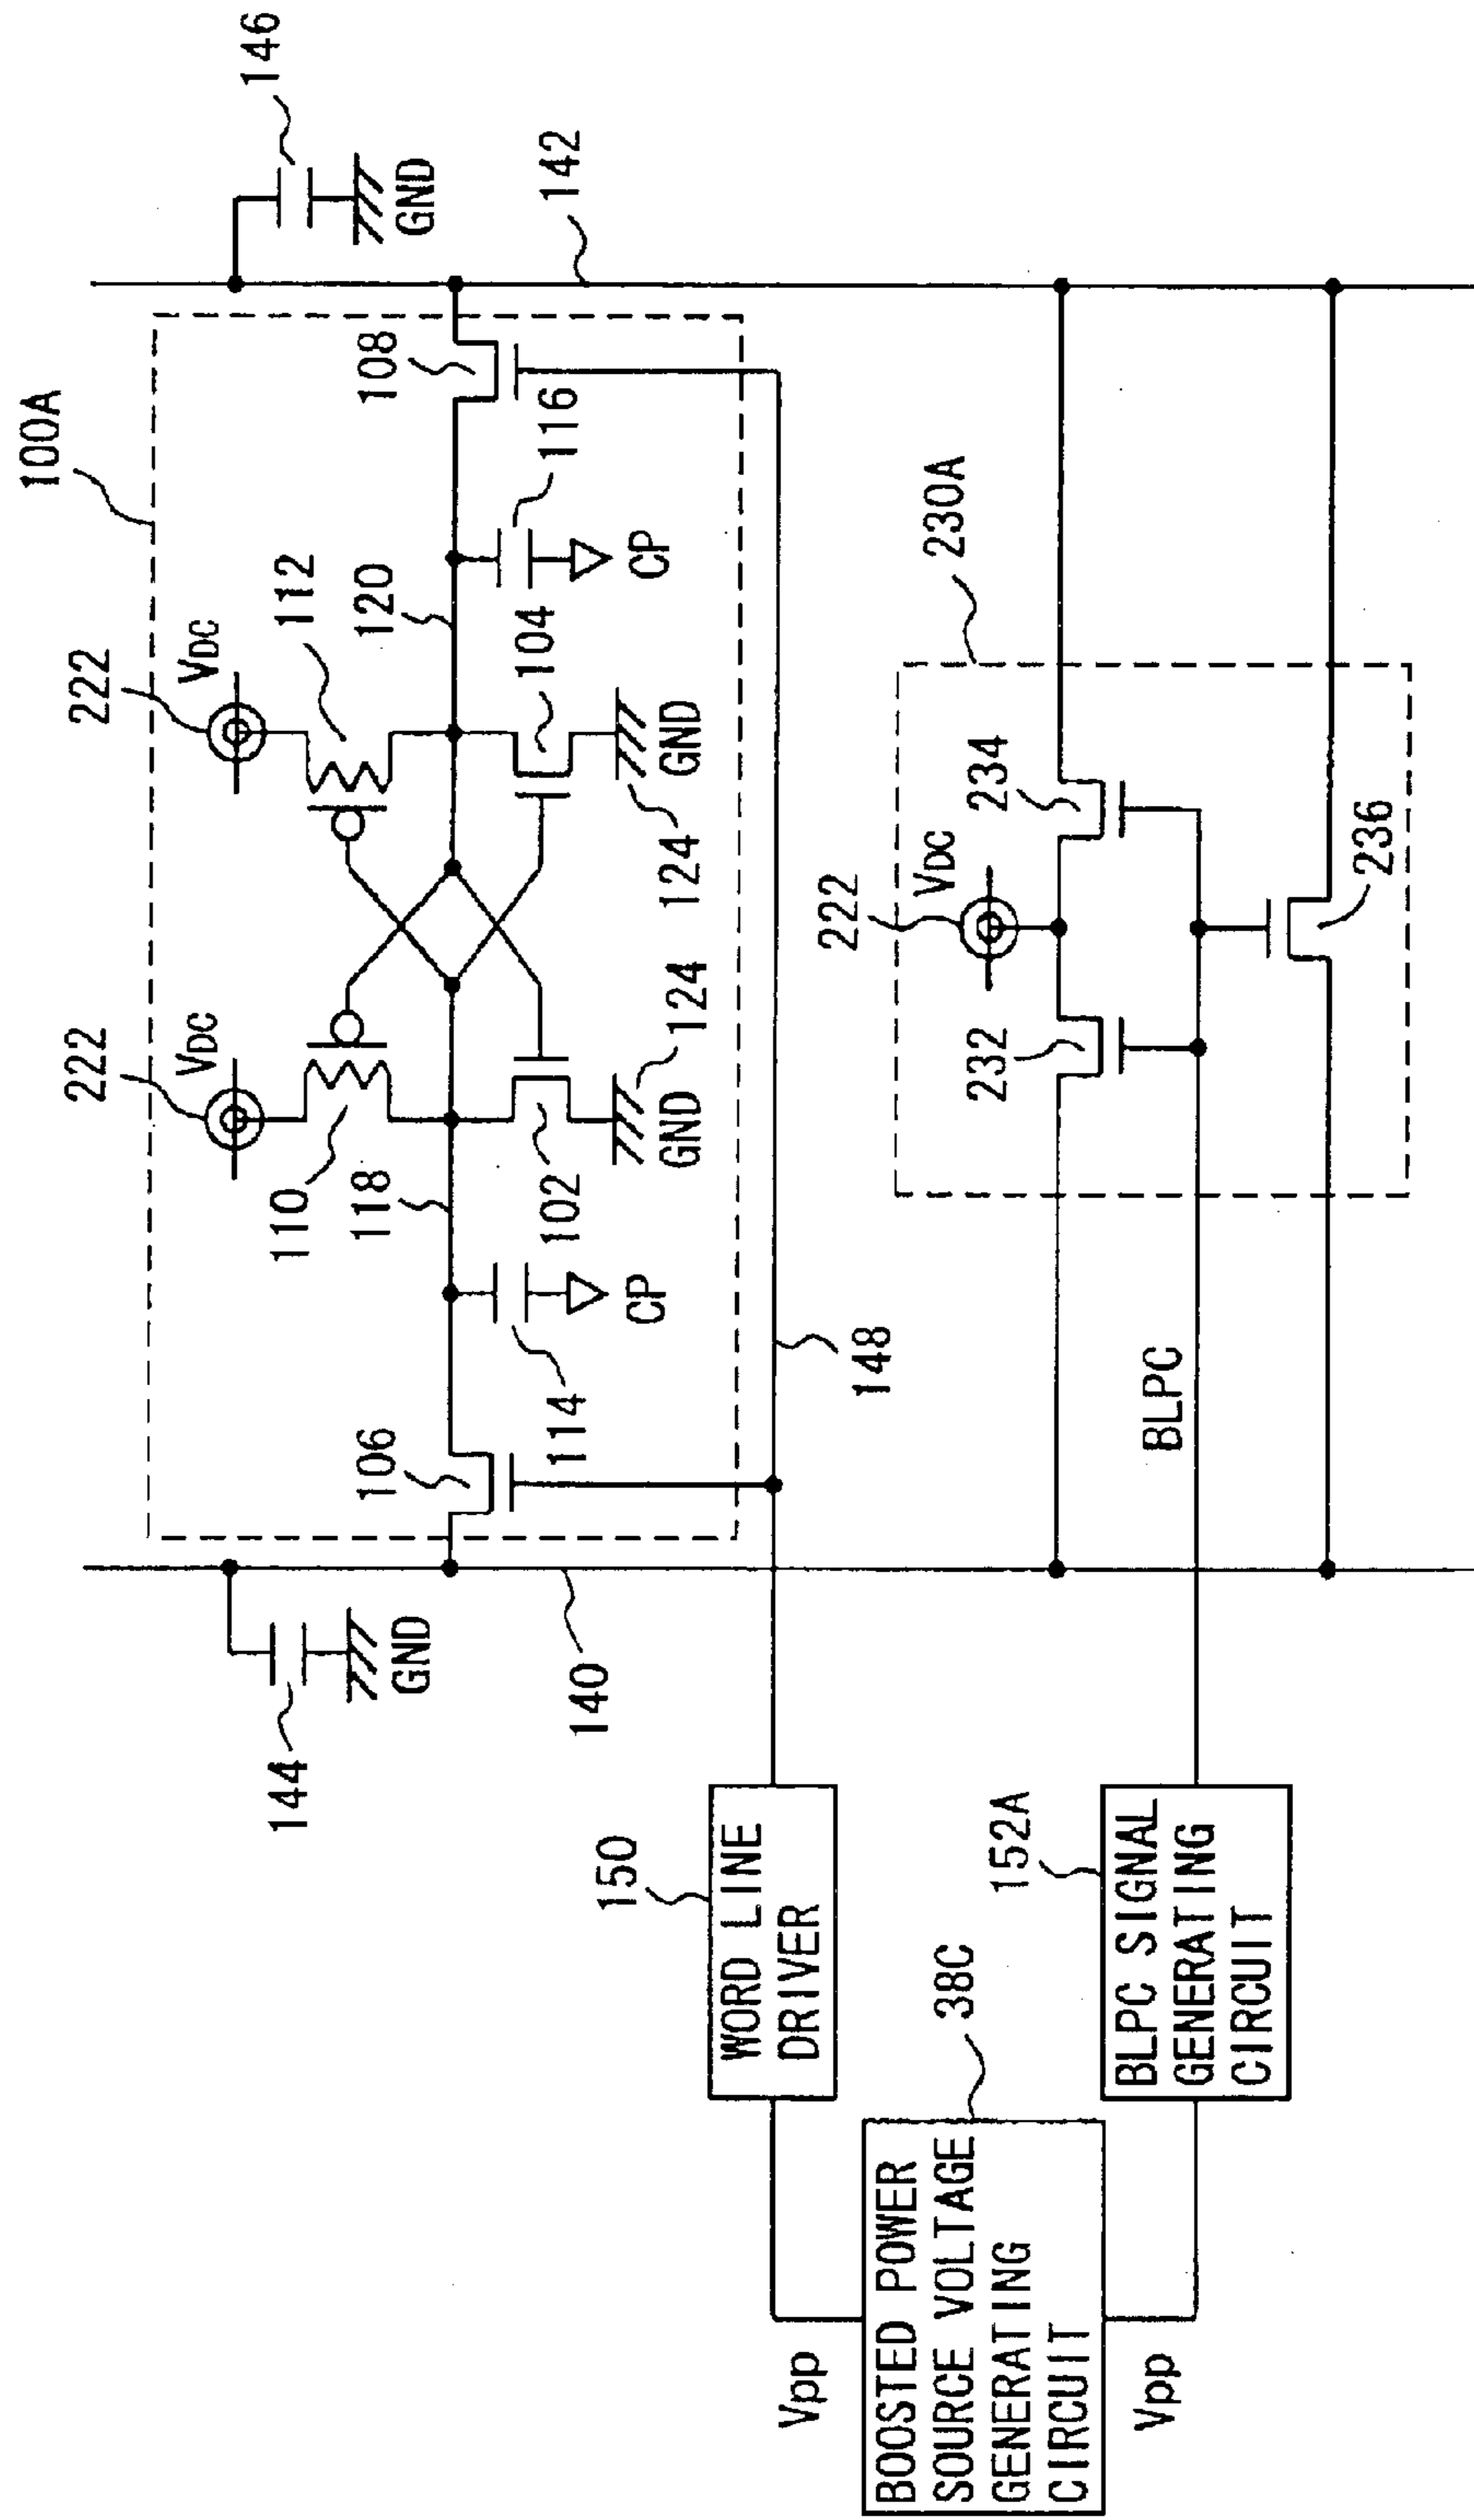 100A
146
222
VDC
222
VDC
112
108
GND
144
110
118
120
106
116
142
GND
102
104
114
CP
CP
140
GND
124
GND
124
148
150
WORD LINE
DRIVER
Vpp
38C
BOOSTED POWER
SOURCE VOLTAGE
GENERATING
CIRCUIT
Vpp
152A
BLPC SIGNAL
GENERATING
CIRCUIT
BLPC
222
VDC
230A
232
234
236